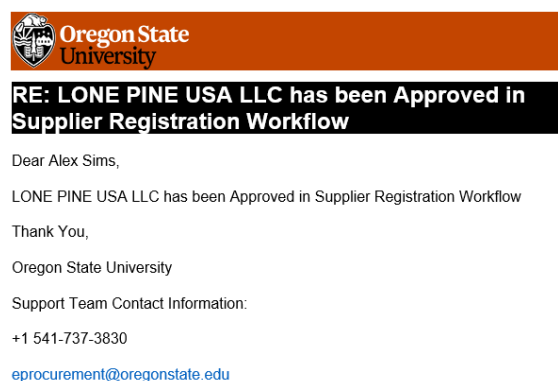 Oregon State
University
RE: LONE PINE USA LLC has been Approved in
Supplier Registration Workflow
Dear Alex Sims,
LONE PINE USA LLC has been Approved in Supplier Registration Workflow
Thank You,
Oregon State University
Support Team Contact Information:
+1 541-737-3830
eprocurement@oregonstate.edu